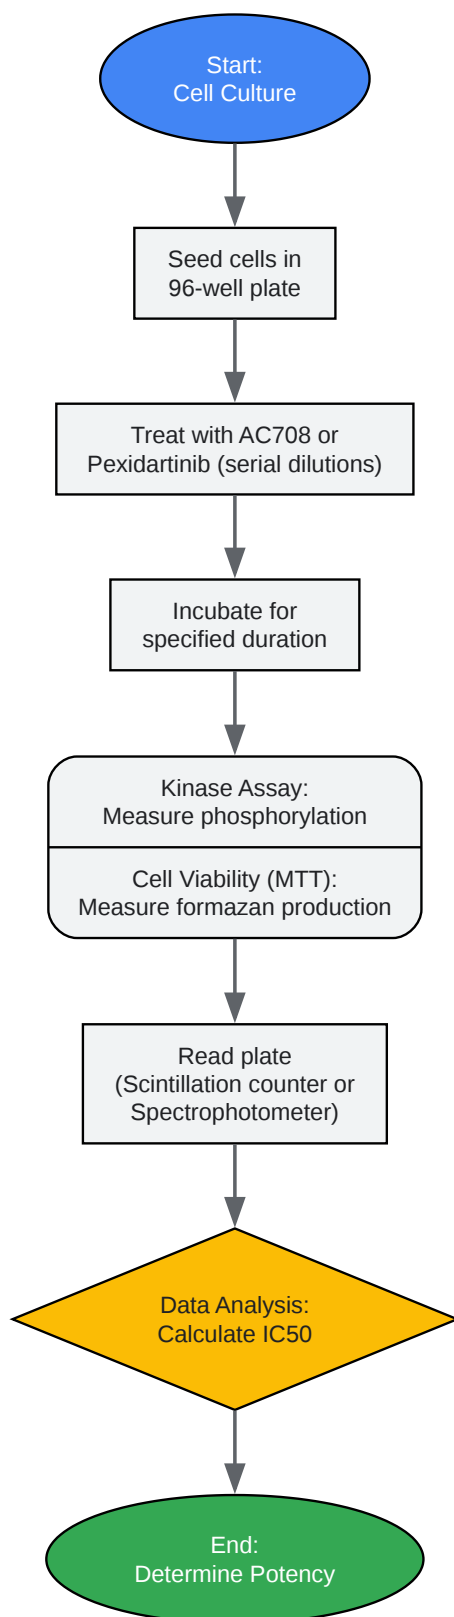 Start:
Cell Culture
Seed cells in
96-well plate
Treat with AC708 or
Pexidartinib (serial dilutions)
Incubate for
specified duration
Kinase Assay:
Measure phosphorylation
Cell Viability (MTT):
Measure formazan production
Read plate
(Scintillation counter or
Spectrophotometer)
Data Analysis:
Calculate IC50
End:
Determine Potency